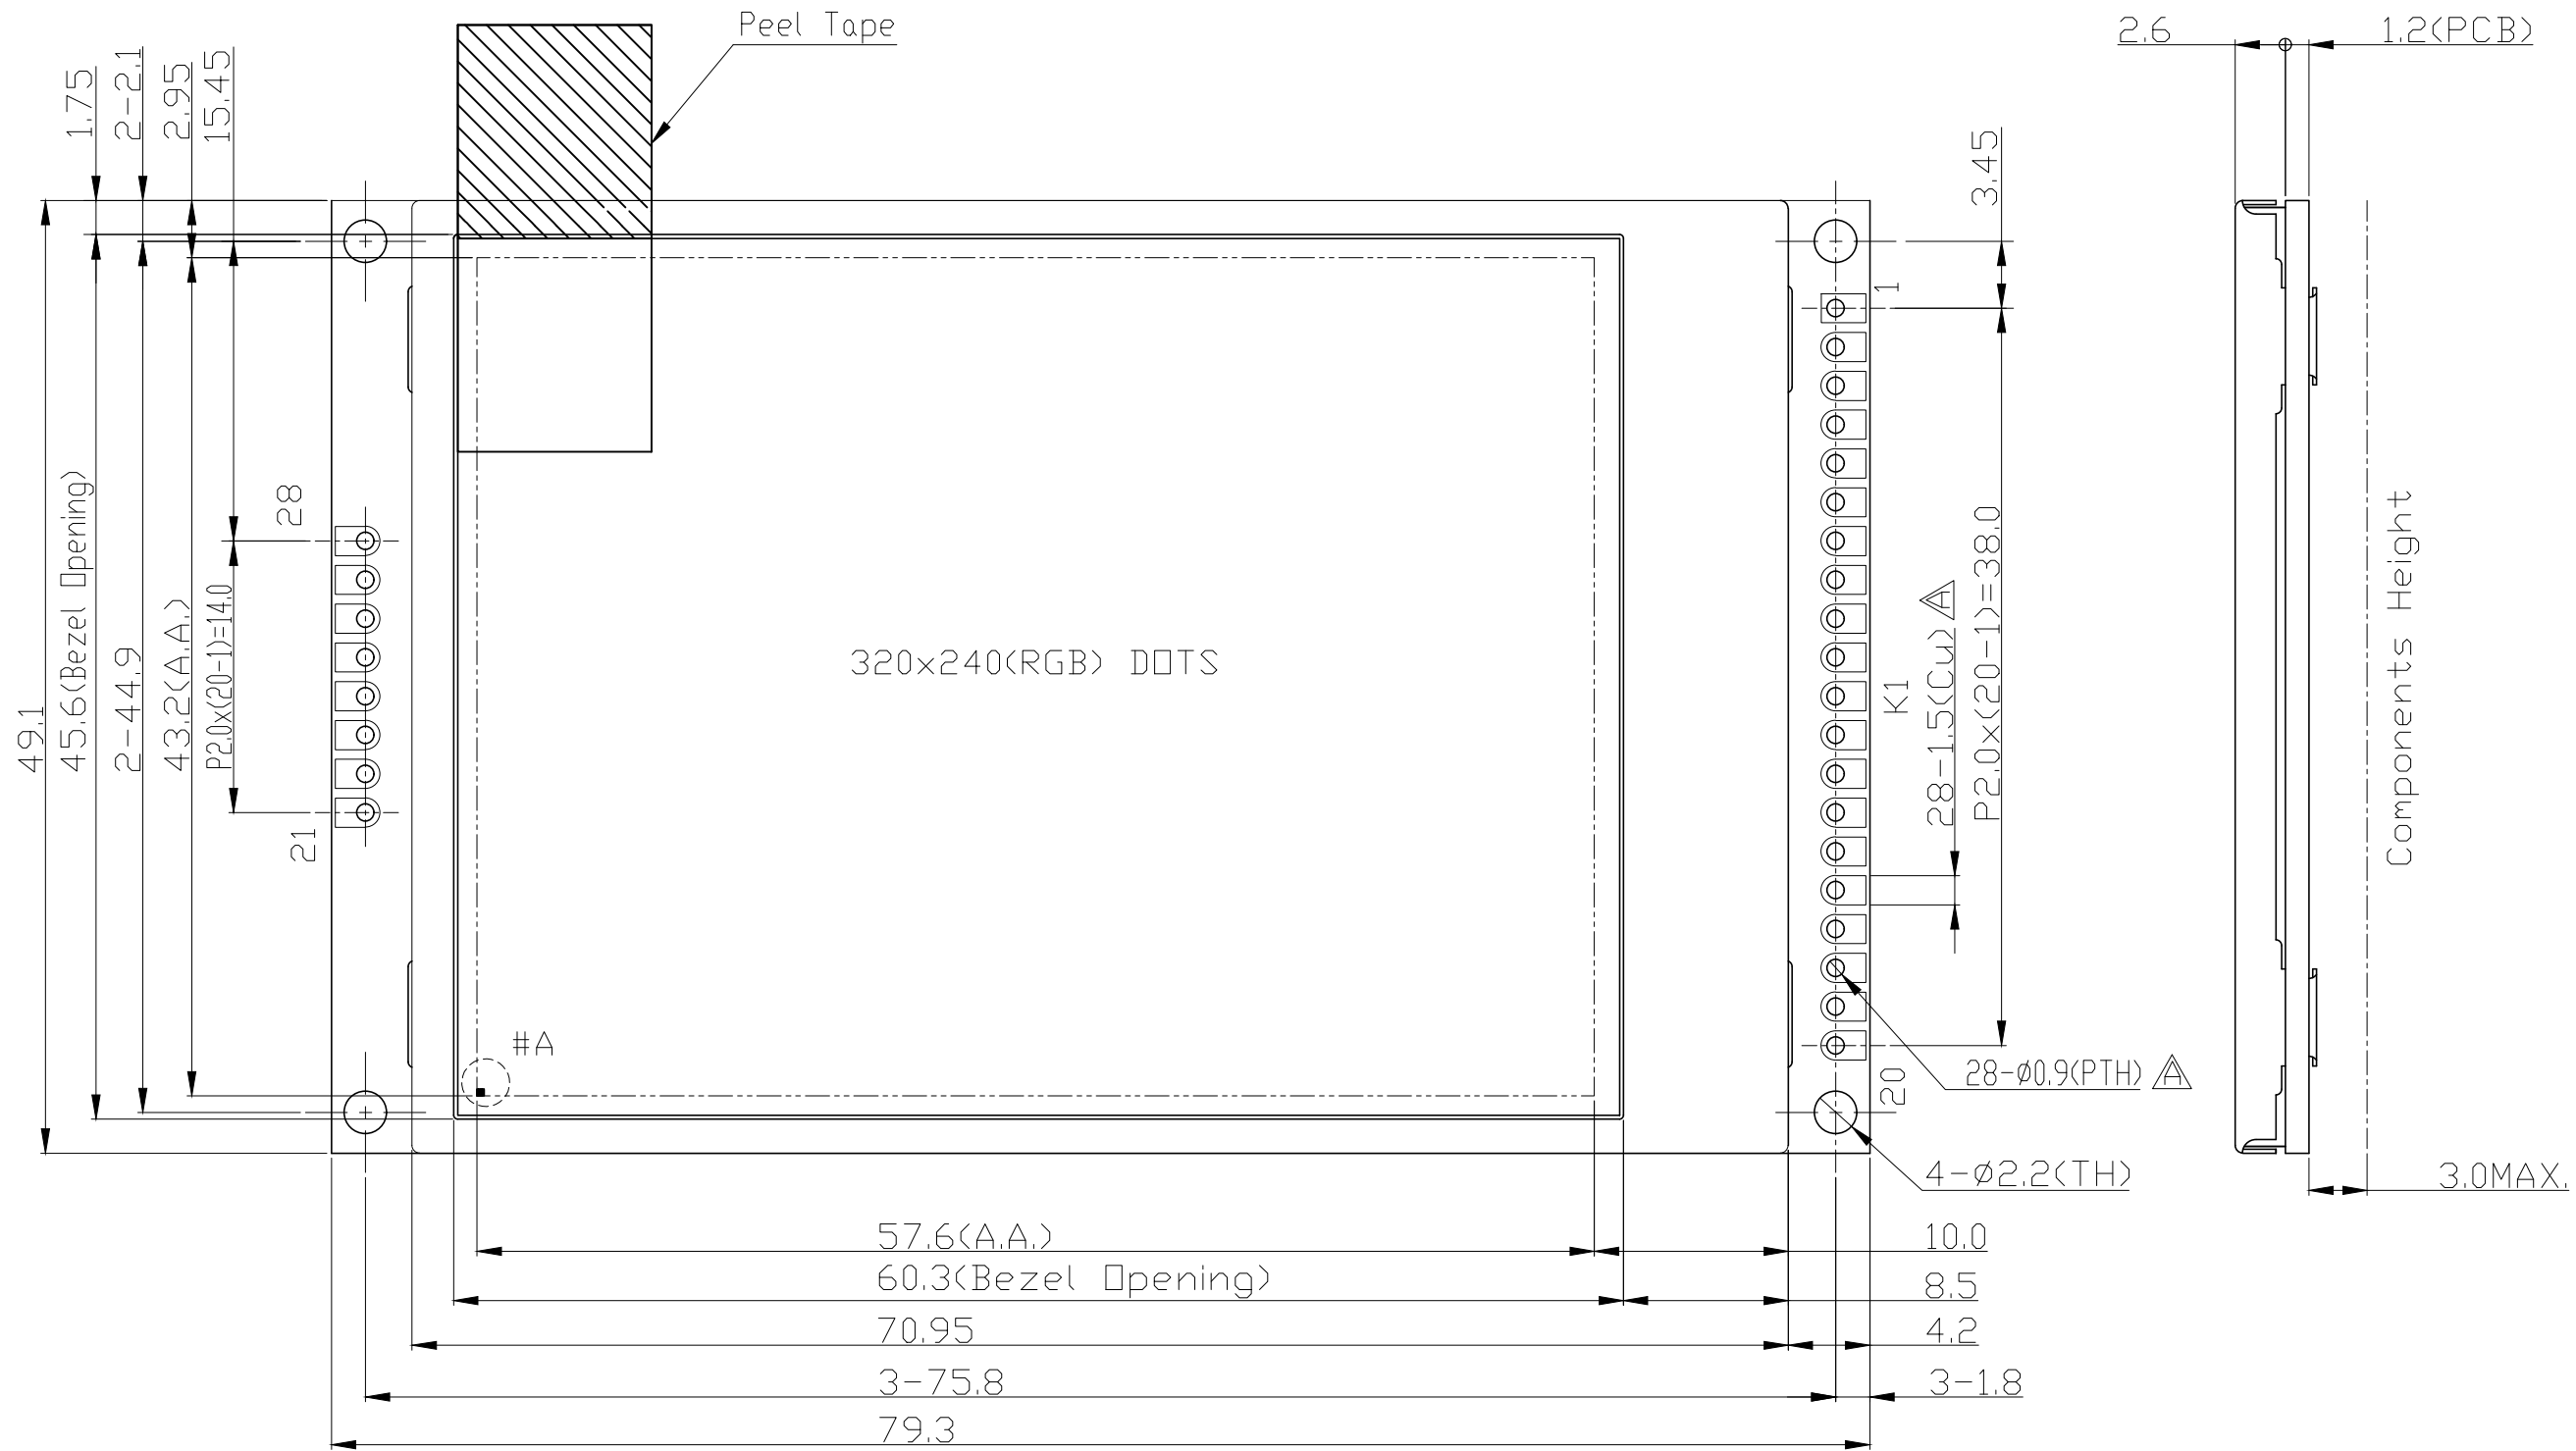 Peel Tape
2.6
1.2(PCB)
1.75
2-2.1
2.95
15.45
3.45
1
28
49.1
45.6(Bezel Opening)
2-44.9
43.2(A.A.)
P2.0x(20-1)=14.0
320x240(RGB) DOTS
K1
28-1.5(Cu) A
P2.0x(20-1)=38.0
Components Height
21
#A
28-ø0.9(PTH) A
20
4-ø2.2(TH)
3.0MAX.
57.6(A.A.)
10.0
60.3(Bezel Opening)
8.5
70.95
4.2
3-75.8
3-1.8
79.3